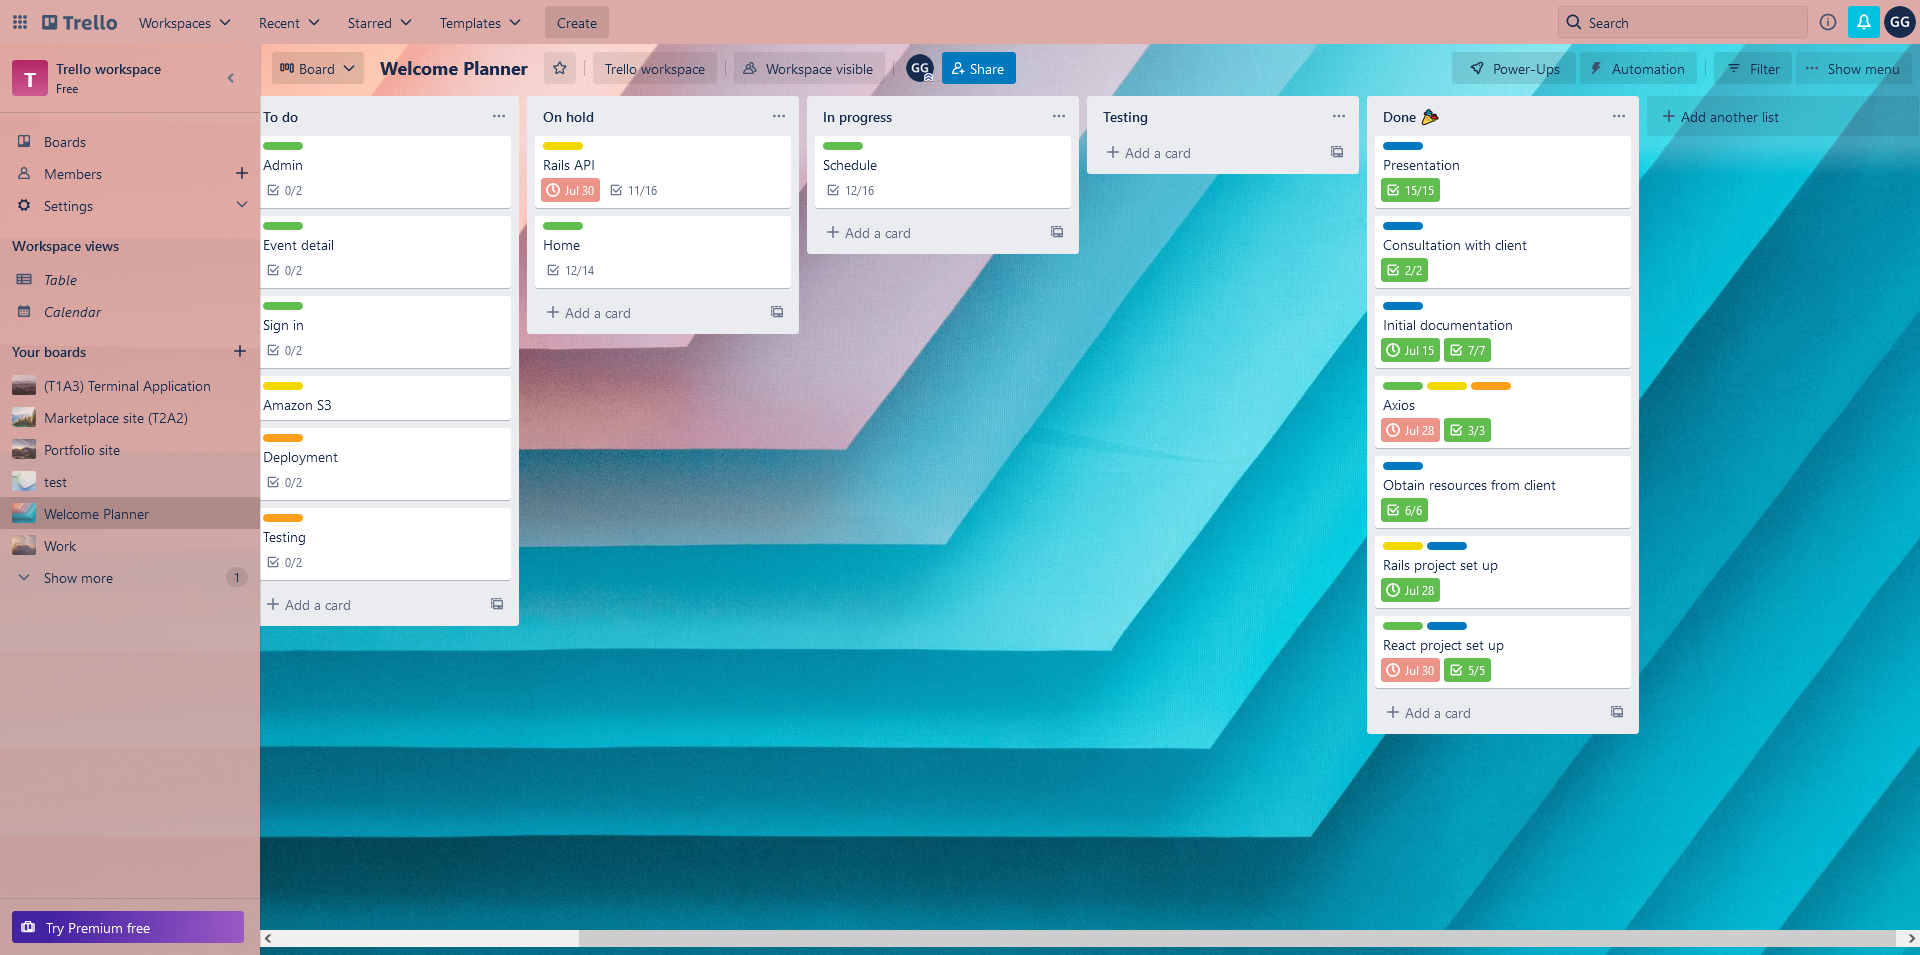 Trello
Workspaces
Recent
Starred
Templates
Create
Search
GG
T
Trello workspace
Free
Board
Welcome Planner
Trello workspace
Workspace visible
GG
Share
Power-Ups
Automation
Filter
Show menu
Boards
Members
Settings
Workspace views
Table
Calendar
Your boards
(T1A3) Terminal Application
Marketplace site (T2A2)
Portfolio site
test
Welcome Planner
Work
Show more
1
Try Premium free
To do
Admin
0/2
Event detail
0/2
Sign in
0/2
Amazon S3
Deployment
0/2
Testing
0/2
Add a card
On hold
Rails API
Jul 30 11/16
Home
12/14
Add a card
In progress
Schedule
12/16
Add a card
Testing
Add a card
Done
Presentation
15/15
Consultation with client
2/2
Initial documentation
Jul 15 7/7
Axios
Jul 28 3/3
Obtain resources from client
6/6
Rails project set up
Jul 28
React project set up
Jul 30 5/5
Add a card
Add another list